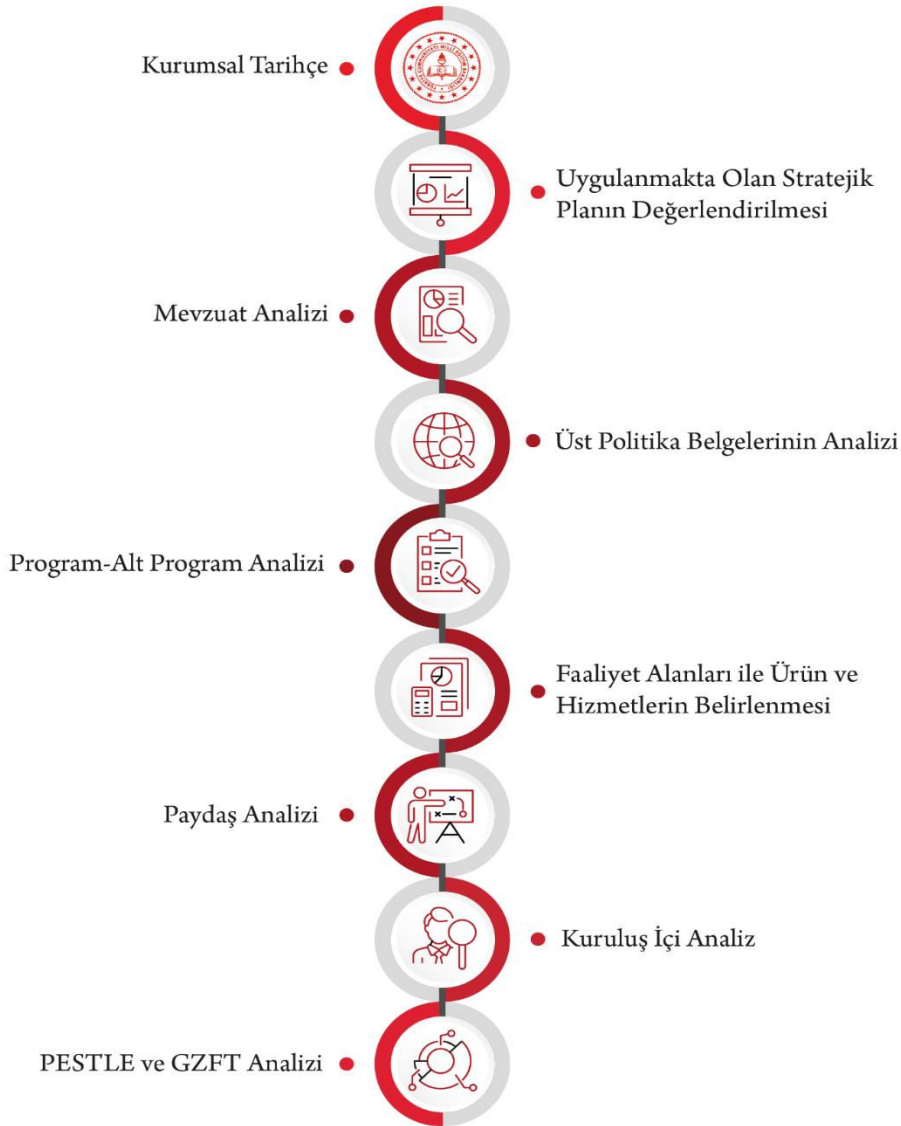 Kurumsal Tarihçe
Uygulanmakta Olan Stratejik
Planın Değerlendirilmesi
Mevzuat Analizi
Üst Politika Belgelerinin Analizi
Program-Alt Program Analizi
Faaliyet Alanları ile Ürün ve
Hizmetlerin Belirlenmesi
Paydaş Analizi
Kuruluş İçi Analiz
PESTLE ve GZFT Analizi